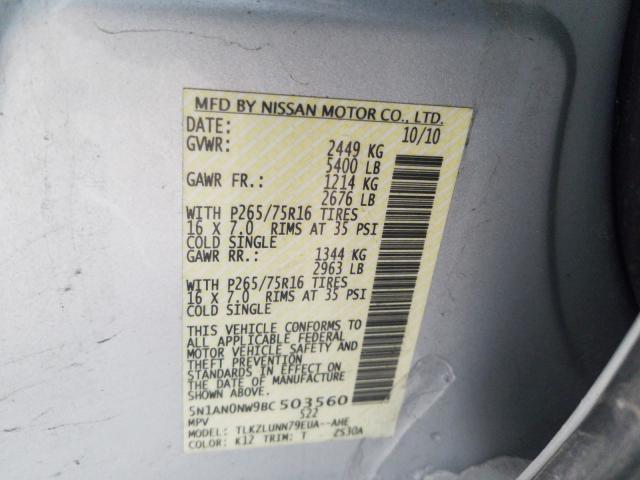 MFD BY NISSAN MOTOR CO., LTD.
DATE: 10/10
GVWR: 2449 KG
5400 LB
GAWR FR.: 1214 KG
2676 LB
WITH P265/75R16 TIRES
16 X 7.0 RIMS AT 35 PSI
COLD SINGLE
GAWR RR.: 1344 KG
2963 LB
WITH P265/75R16 TIRES
16 X 7.0 RIMS AT 35 PSI
COLD SINGLE
THIS VEHICLE CONFORMS TO
ALL APPLICABLE FEDERAL
MOTOR VEHICLE SAFETY AND
THEFT PREVENTION
STANDARDS IN EFFECT ON
THE DATE OF MANUFACTURE
SHOWN ABOVE.
5N1AN0NW9BC 503560
MPV 522
MODEL: TLKZLUNN79EUA--AHE
COLOR: K12 TRIM: T ZS30A